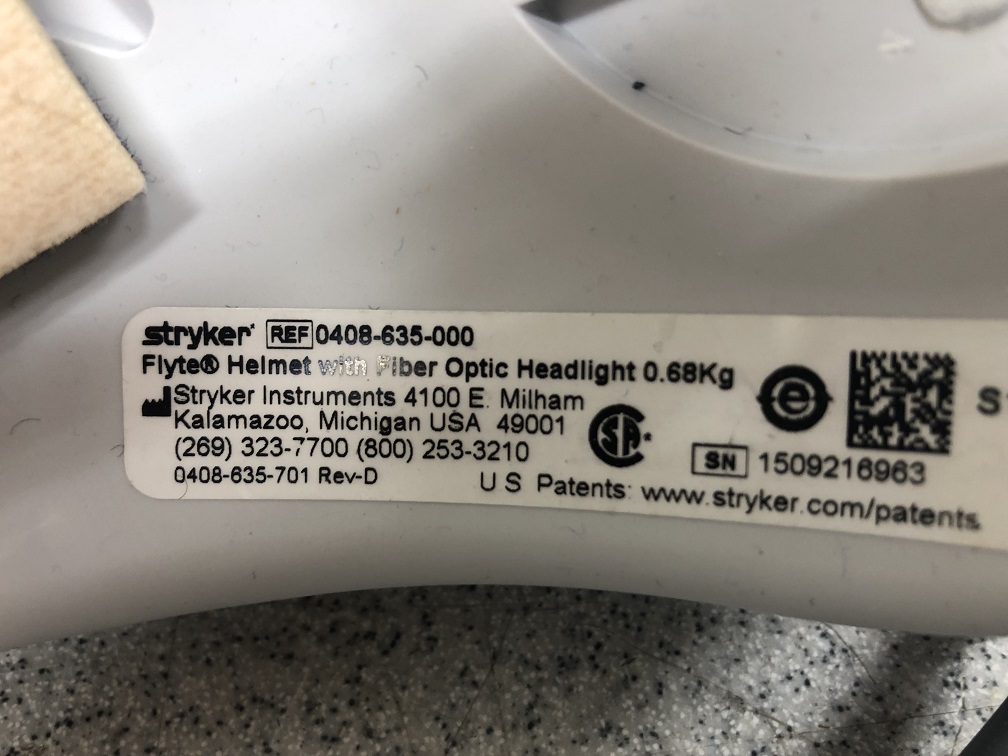 stryker REF 0408-635-000
Flyte® Helmet with Fiber Optic Headlight 0.68Kg
Stryker Instruments 4100 E. Milham
Kalamazoo, Michigan USA 49001
(269) 323-7700 (800) 253-3210
0408-635-701 Rev-D
SA
e
SN 1509216963
U S Patents: www.stryker.com/patents
S